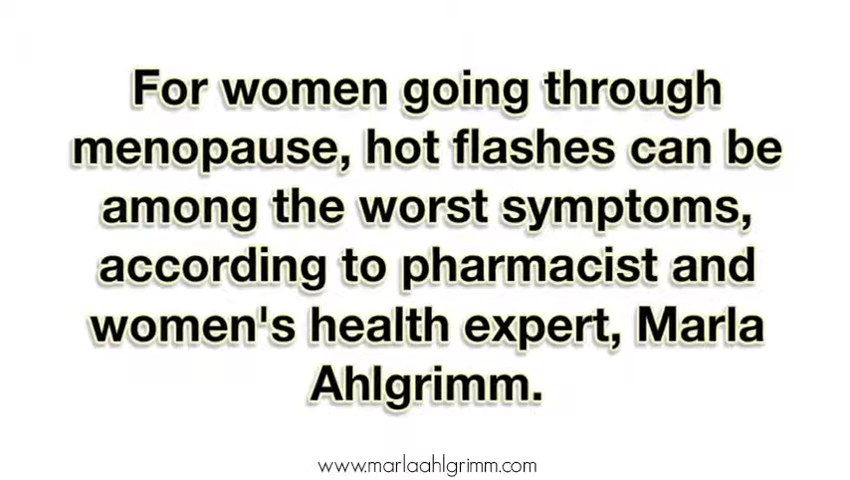 For women going through
menopause, hot flashes can be
among the worst symptoms,
according to pharmacist and
women's health expert, Marla
Ahlgrimm.
www.marlaahlgrimm.com